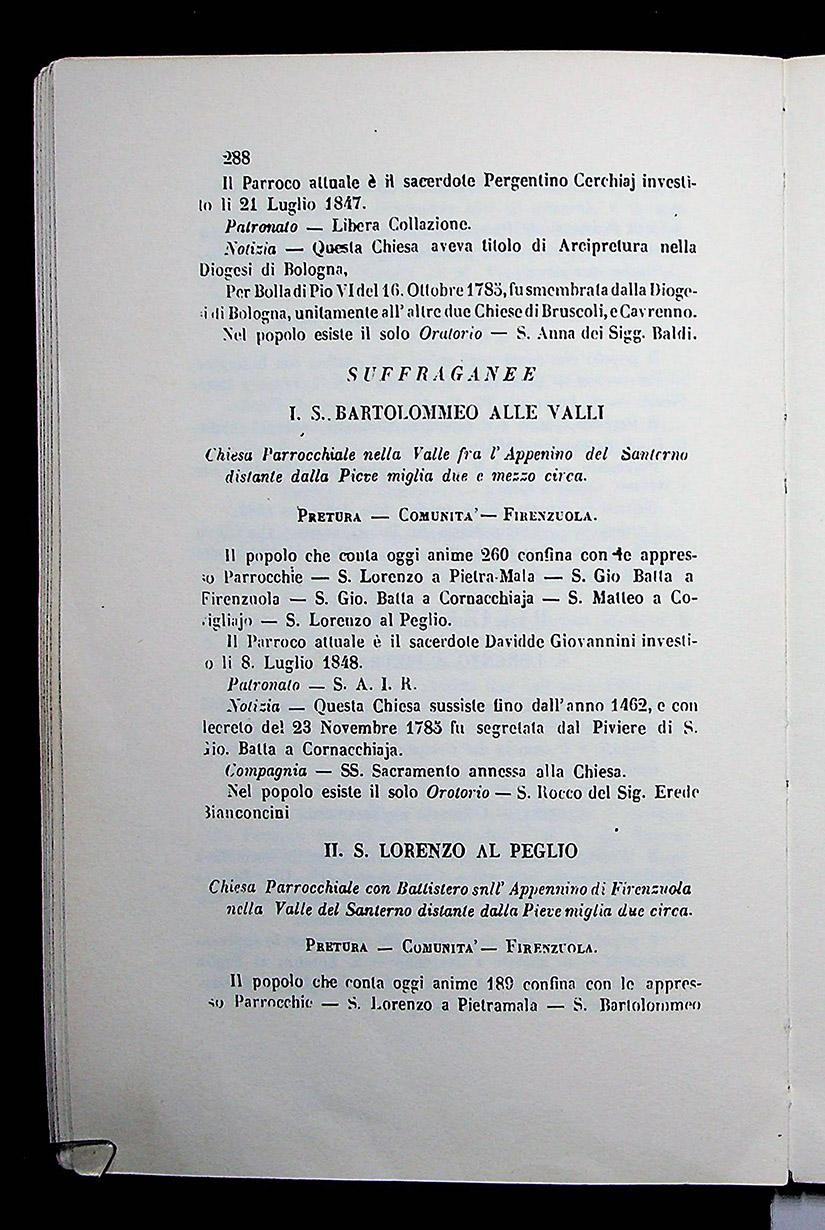 288
Il Parroco attuale è il sacerdote Pergentino Cerchiaj investi-
to li 21 Luglio 1847.
Patronato — Libera Collazione.
Notizia — Questa Chiesa aveva titolo di Arcipretura nella
Diogesi di Bologna,
Per Bolla di Pio VI del 16. Ottobre 1785, fu smembrata dalla Dioge-
si di Bologna, unitamente all' altre due Chiese di Bruscoli, e Cavrenno.
Nel popolo esiste il solo Oratorio — S. Anna dei Sigg. Baldi.
SUFFRAGANEE
I. S.. BARTOLOMMEO ALLE VALLI
Chiesa Parrocchiale nella Valle fra l' Appenino del Santerno
distante dalla Pieve miglia due e mezzo circa.
PRETURA — COMUNITA' — FIRENZUOLA.
Il popolo che conta oggi anime 260 confina con le appres-
so Parrocchie — S. Lorenzo a Pietra-Mala — S. Gio Batta a
Firenzuola — S. Gio. Batta a Cornacchiaja — S. Matteo a Co-
rigliajo — S. Lorenzo al Peglio.
Il Parroco attuale è il sacerdote Davidde Giovannini investi-
o li 8. Luglio 1848.
Patronato — S. A. I. R.
Notizia — Questa Chiesa sussiste fino dall' anno 1462, e con
lecreto del 23 Novembre 1785 fu segretata dal Piviere di S.
Gio. Batta a Cornacchiaja.
Compagnia — SS. Sacramento annessa alla Chiesa.
Nel popolo esiste il solo Orotorio — S. Rocco del Sig. Erede
Bianconcini
II. S. LORENZO AL PEGLIO
Chiesa Parrocchiale con Battistero snll' Appennino di Firenzuola
nella Valle del Santerno distante dalla Pieve miglia due circa.
PRETURA — COMUNITA' — FIRENZUOLA.
Il popolo che conta oggi anime 189 confina con le appres-
so Parrocchie — S. Lorenzo a Pietramala — S. Bartolommeo